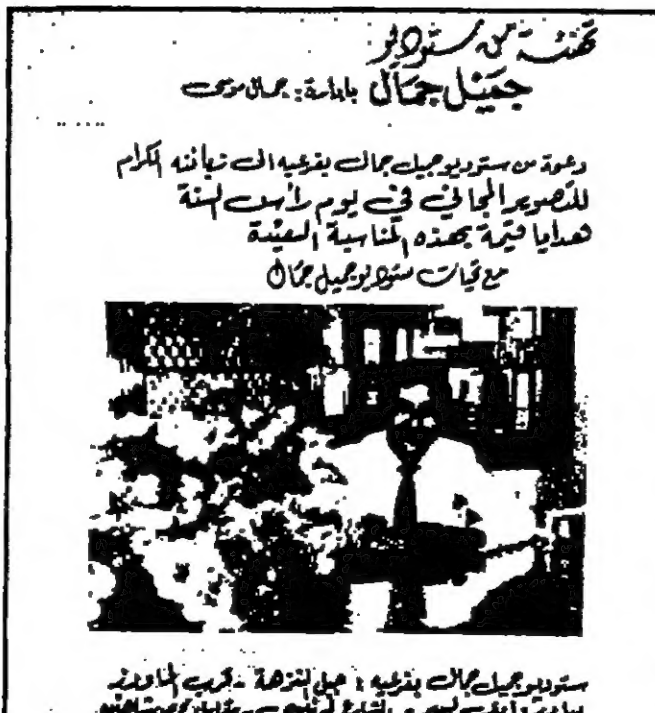 تهنئة من ستوديو
جميل جمال بإدارة: جمال موسى
دعوة من ستوديو جميل جمال بفرعيه الى زبائنه الكرام
للتصوير المجاني في يوم رأس السنة
هدايا قيمة بهذه المناسبة السعيدة
مع تحيات ستوديو جميل جمال
ستوديو جميل جمال بفرعيه: جبل النزهة - قرب